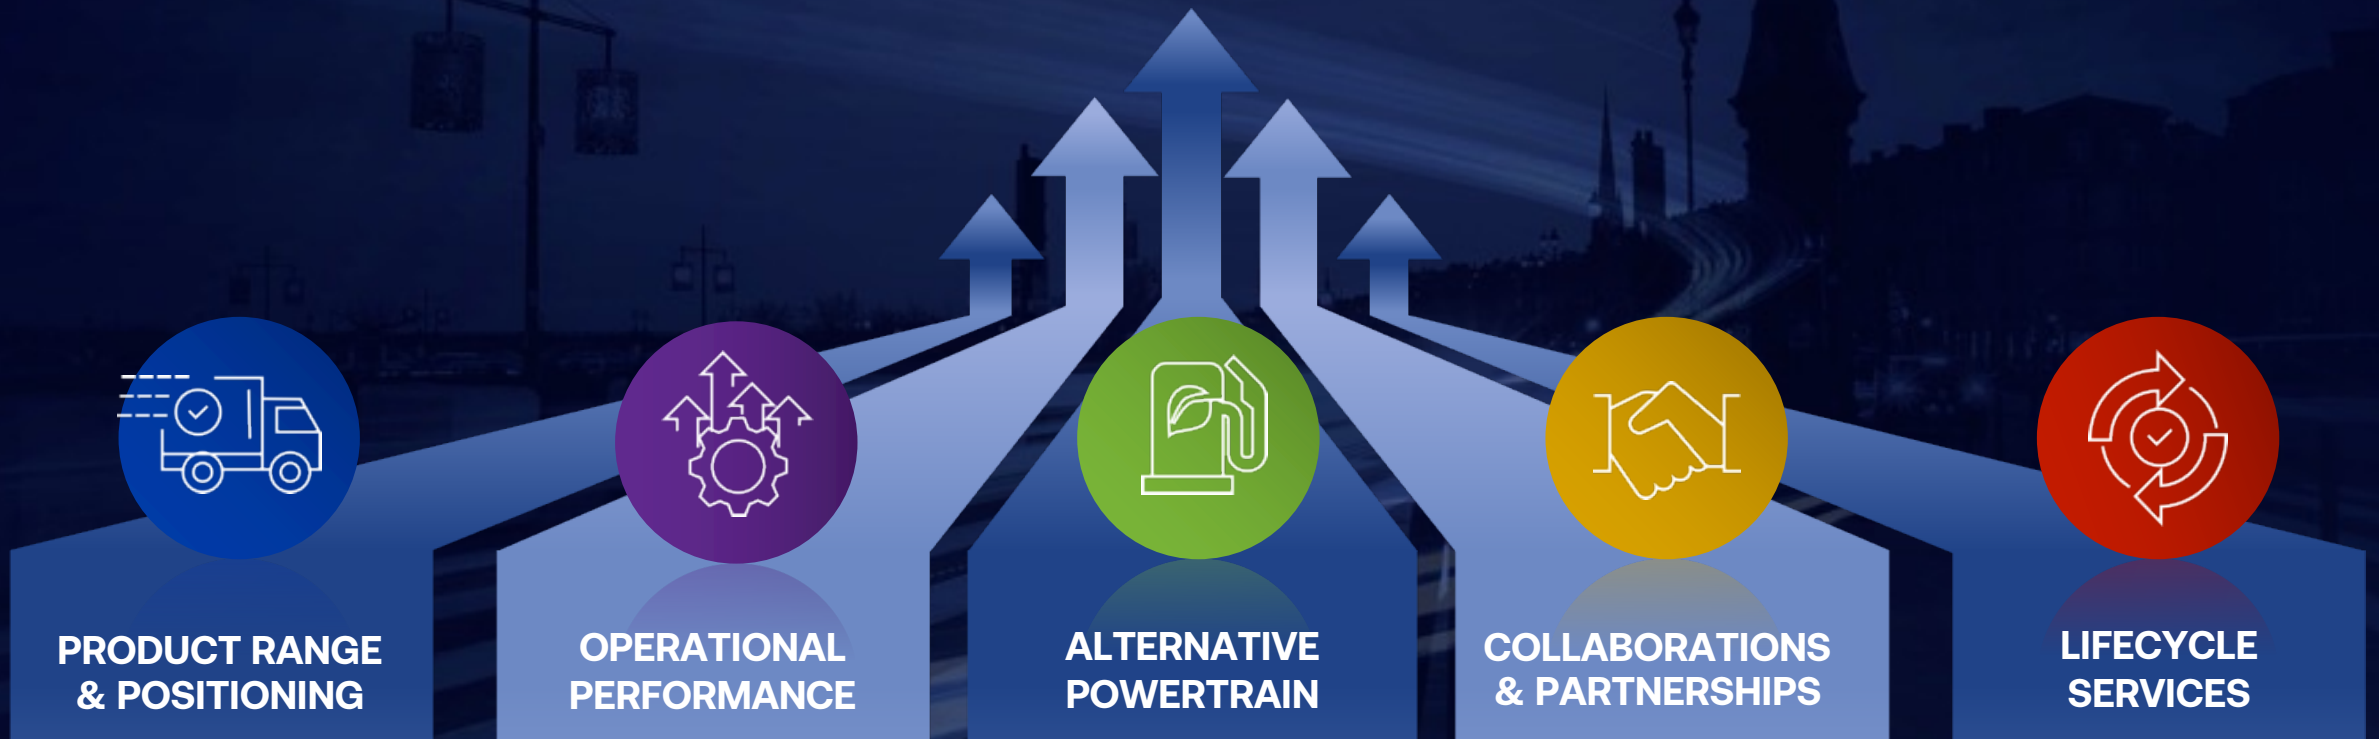 PRODUCT RANGE
& POSITIONING
OPERATIONAL
PERFORMANCE
ALTERNATIVE
POWERTRAIN
COLLABORATIONS
& PARTNERSHIPS
LIFECYCLE
SERVICES